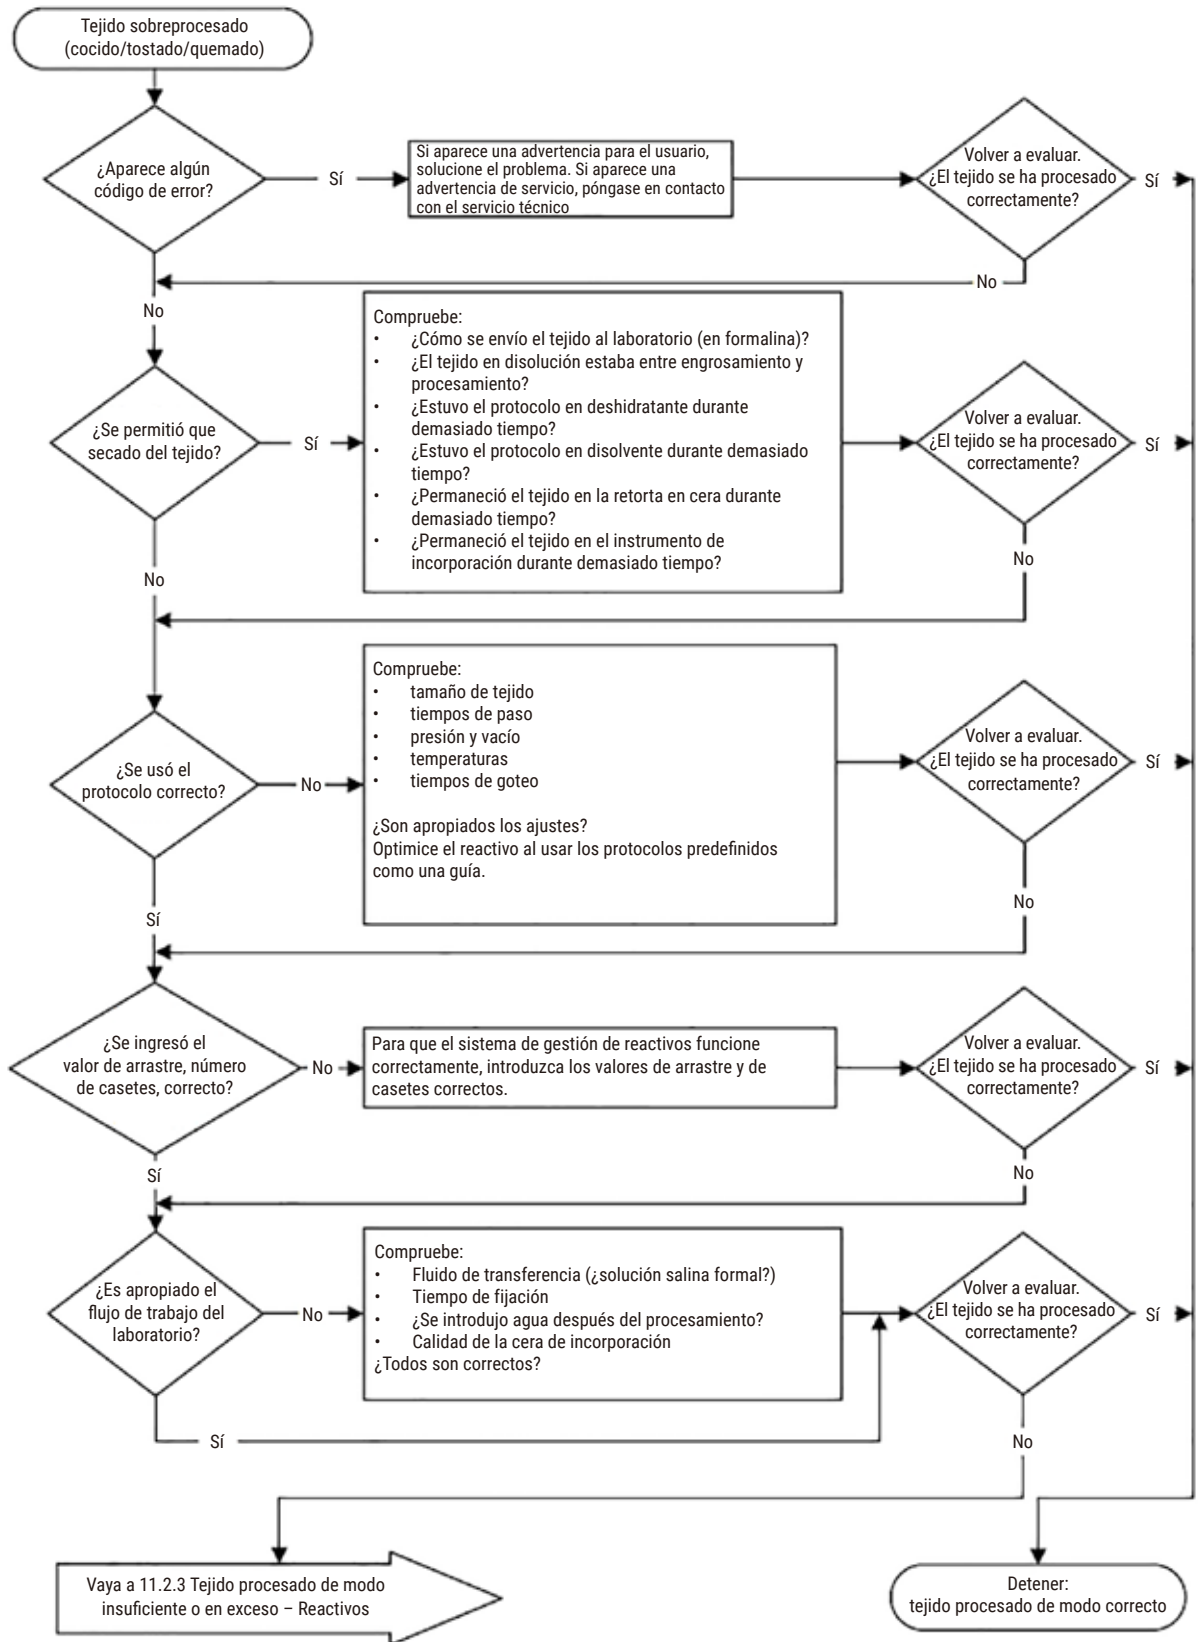 Tejido sobreprocesado
(cocido/tostado/quemado)
¿Aparece algún
código de error?
Sí
Si aparece una advertencia para el usuario,
solucione el problema. Si aparece una
advertencia de servicio, póngase en contacto
con el servicio técnico
Volver a evaluar.
¿El tejido se ha procesado
correctamente?
Sí
No
No
¿Se permitió que
secado del tejido?
Sí
Compruebe:
• ¿Cómo se envío el tejido al laboratorio (en formalina)?
• ¿El tejido en disolución estaba entre engrosamiento y
procesamiento?
• ¿Estuvo el protocolo en deshidratante durante
demasiado tiempo?
• ¿Estuvo el protocolo en disolvente durante demasiado
tiempo?
• ¿Permaneció el tejido en la retorta en cera durante
demasiado tiempo?
• ¿Permaneció el tejido en el instrumento de
incorporación durante demasiado tiempo?
Volver a evaluar.
¿El tejido se ha procesado
correctamente?
Sí
No
No
¿Se usó el
protocolo correcto?
No
Compruebe:
• tamaño de tejido
• tiempos de paso
• presión y vacío
• temperaturas
• tiempos de goteo
¿Son apropiados los ajustes?
Optimice el reactivo al usar los protocolos predefinidos
como una guía.
Volver a evaluar.
¿El tejido se ha procesado
correctamente?
Sí
No
Sí
¿Se ingresó el
valor de arrastre, número
de casetes, correcto?
No
Para que el sistema de gestión de reactivos funcione
correctamente, introduzca los valores de arrastre y de
casetes correctos.
Volver a evaluar.
¿El tejido se ha procesado
correctamente?
Sí
No
Sí
¿Es apropiado el
flujo de trabajo del
laboratorio?
No
Compruebe:
• Fluido de transferencia (¿solución salina formal?)
• Tiempo de fijación
• ¿Se introdujo agua después del procesamiento?
• Calidad de la cera de incorporación
¿Todos son correctos?
Volver a evaluar.
¿El tejido se ha procesado
correctamente?
Sí
Sí
No
Vaya a 11.2.3 Tejido procesado de modo
insuficiente o en exceso – Reactivos
Detener:
tejido procesado de modo correcto